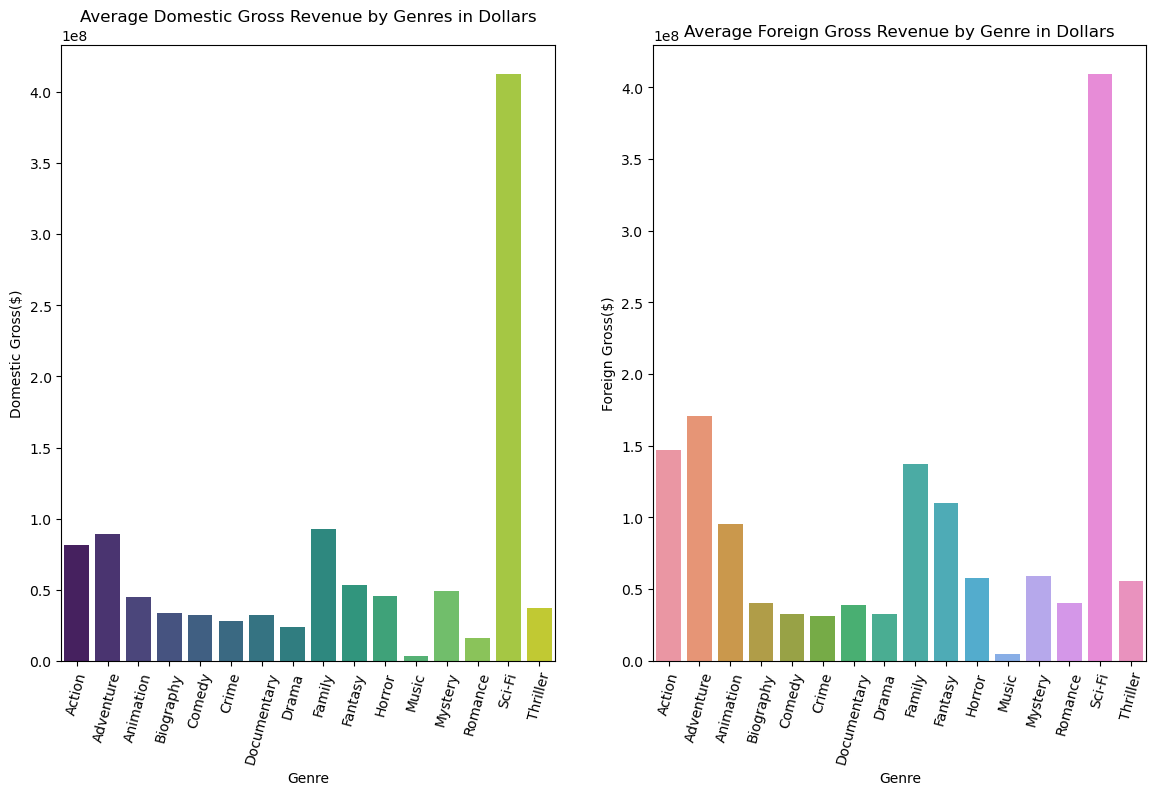 Average Domestic Gross Revenue by Genres in Dollars
1e8
4.0
3.5
3.0
2.5
2.0
1.5
1.0
0.5
0.0
Domestic Gross($)
Action
Adventure
Animation
Biography
Comedy
Crime
Documentary
Drama
Family
Fantasy
Horror
Music
Mystery
Romance
Sci-Fi
Thriller
Genre
Average Foreign Gross Revenue by Genre in Dollars
1e8
4.0
3.5
3.0
2.5
2.0
1.5
1.0
0.5
0.0
Foreign Gross($)
Action
Adventure
Animation
Biography
Comedy
Crime
Documentary
Drama
Family
Fantasy
Horror
Music
Mystery
Romance
Sci-Fi
Thriller
Genre